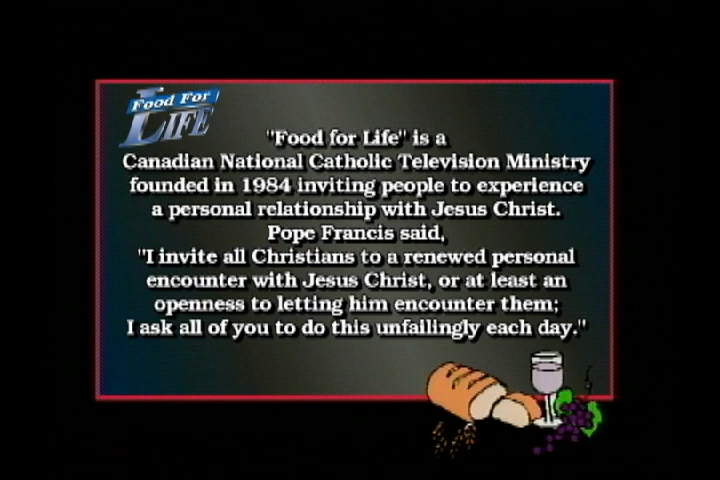 Food For
LIFE
"Food for Life" is a
Canadian National Catholic Television Ministry
founded in 1984 inviting people to experience
a personal relationship with Jesus Christ.
Pope Francis said,
"I invite all Christians to a renewed personal
encounter with Jesus Christ, or at least an
openness to letting him encounter them;
I ask all of you to do this unfailingly each day."